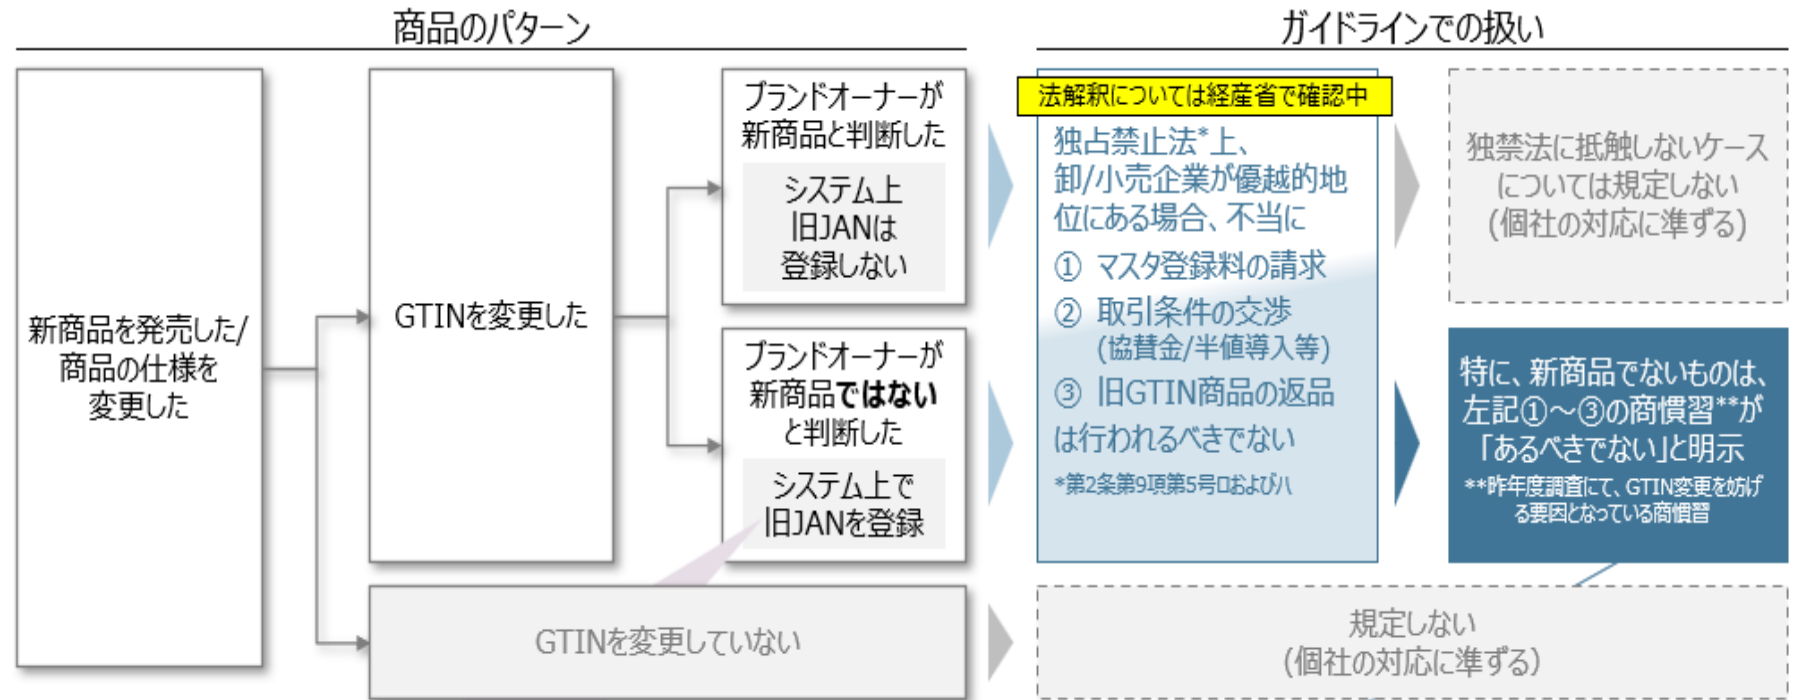 商品のパターン
ガイドラインでの扱い
新商品を発売した/
商品の仕様を
変更した
GTINを変更した
ブランドオーナーが
新商品と判断した
システム上
旧JANは
登録しない
ブランドオーナーが
新商品ではない
と判断した
システム上で
旧JANを登録
GTINを変更していない
法解釈については経産省で確認中
独占禁止法*上、
卸/小売企業が優越的地
位にある場合、不当に
① マスタ登録料の請求
② 取引条件の交渉
(協賛金/半値導入等)
③ 旧GTIN商品の返品
は行われるべきでない
*第2条第9項第5号ロおよびハ
独禁法に抵触しないケース
については規定しない
(個社の対応に準ずる)
特に、新商品でないものは、
左記①～③の商慣習**が
「あるべきでない」と明示
**昨年度調査にて、GTIN変更を妨げ
る要因となっている商慣習
規定しない
(個社の対応に準ずる)